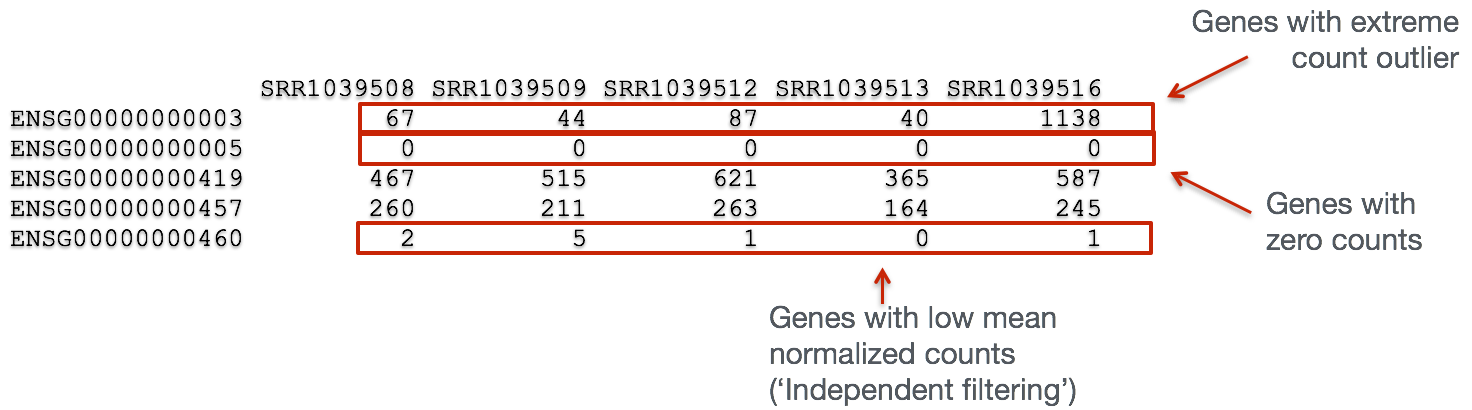 Genes with extreme
count outlier
SRR1039508 SRR1039509 SRR1039512 SRR1039513 SRR1039516
ENSG00000000003 67 44 87 40 1138
ENSG00000000005 0 0 0 0 0
ENSG00000000419 467 515 621 365 587
ENSG00000000457 260 211 263 164 245
ENSG00000000460 2 5 1 0 1
Genes with
zero counts
Genes with low mean
normalized counts
(‘Independent filtering’)